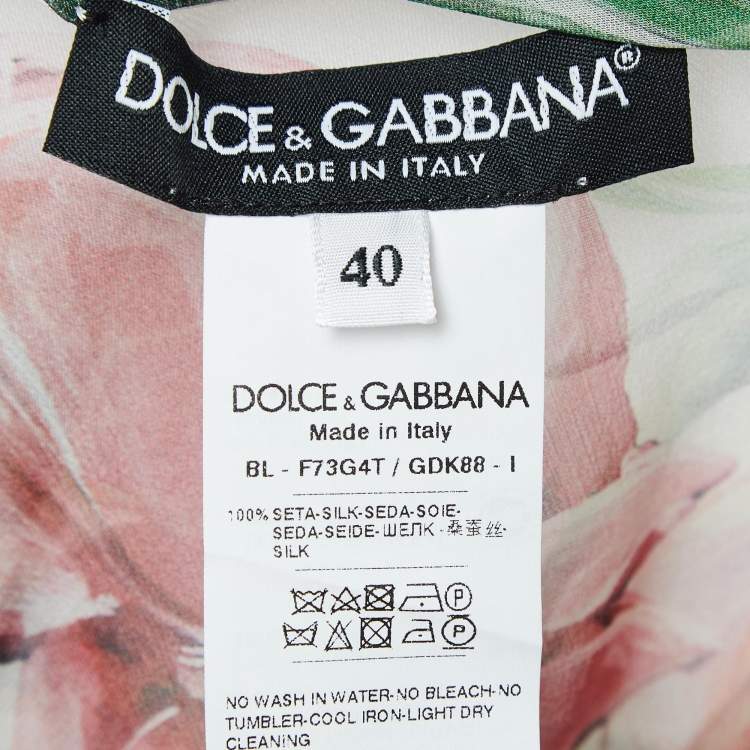 DOLCE & GABBANA®
MADE IN ITALY
40
DOLCE & GABBANA
Made in Italy
BL - F73G4T / GDK88 - I
100% SETA-SILK-SEDA-SOIE-
SEDA-SEIDE-ШЕЛК-桑蚕丝-
SILK
P
P
NO WASH IN WATER-NO BLEACH-NO
TUMBLER-COOL IRON-LIGHT DRY
CLEANING